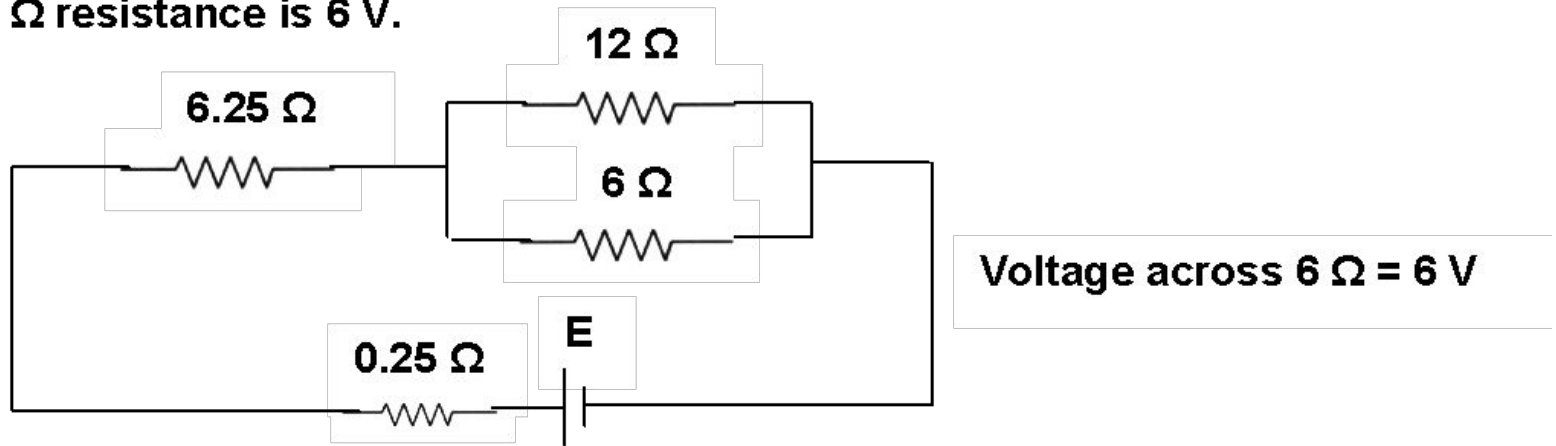 Ω resistance is 6 V.
12 Ω
6.25 Ω
6 Ω
Voltage across 6 Ω = 6 V
E
0.25 Ω